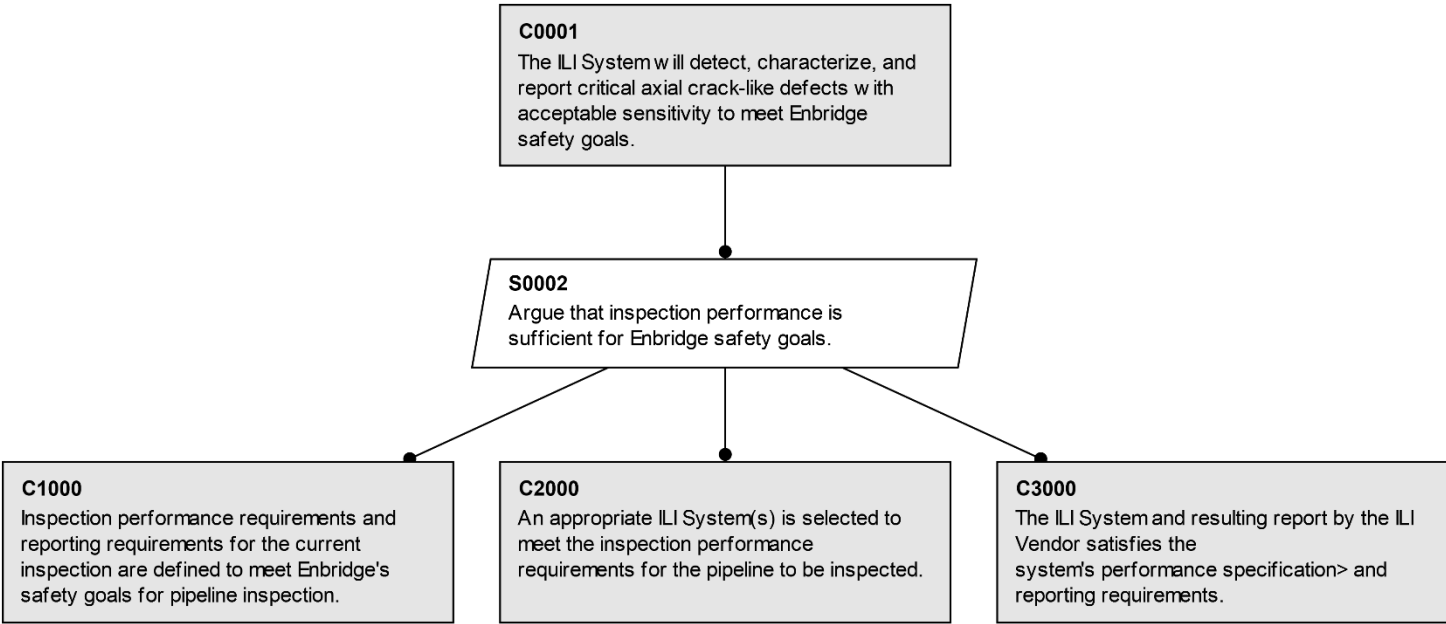 C0001
The ILI System will detect, characterize, and
report critical axial crack-like defects with
acceptable sensitivity to meet Enbridge
safety goals.
S0002
Argue that inspection performance is
sufficient for Enbridge safety goals.
C1000
Inspection performance requirements and
reporting requirements for the current
inspection are defined to meet Enbridge's
safety goals for pipeline inspection.
C2000
An appropriate ILI System(s) is selected to
meet the inspection performance
requirements for the pipeline to be inspected.
C3000
The ILI System and resulting report by the ILI
Vendor satisfies the
system's performance specification> and
reporting requirements.